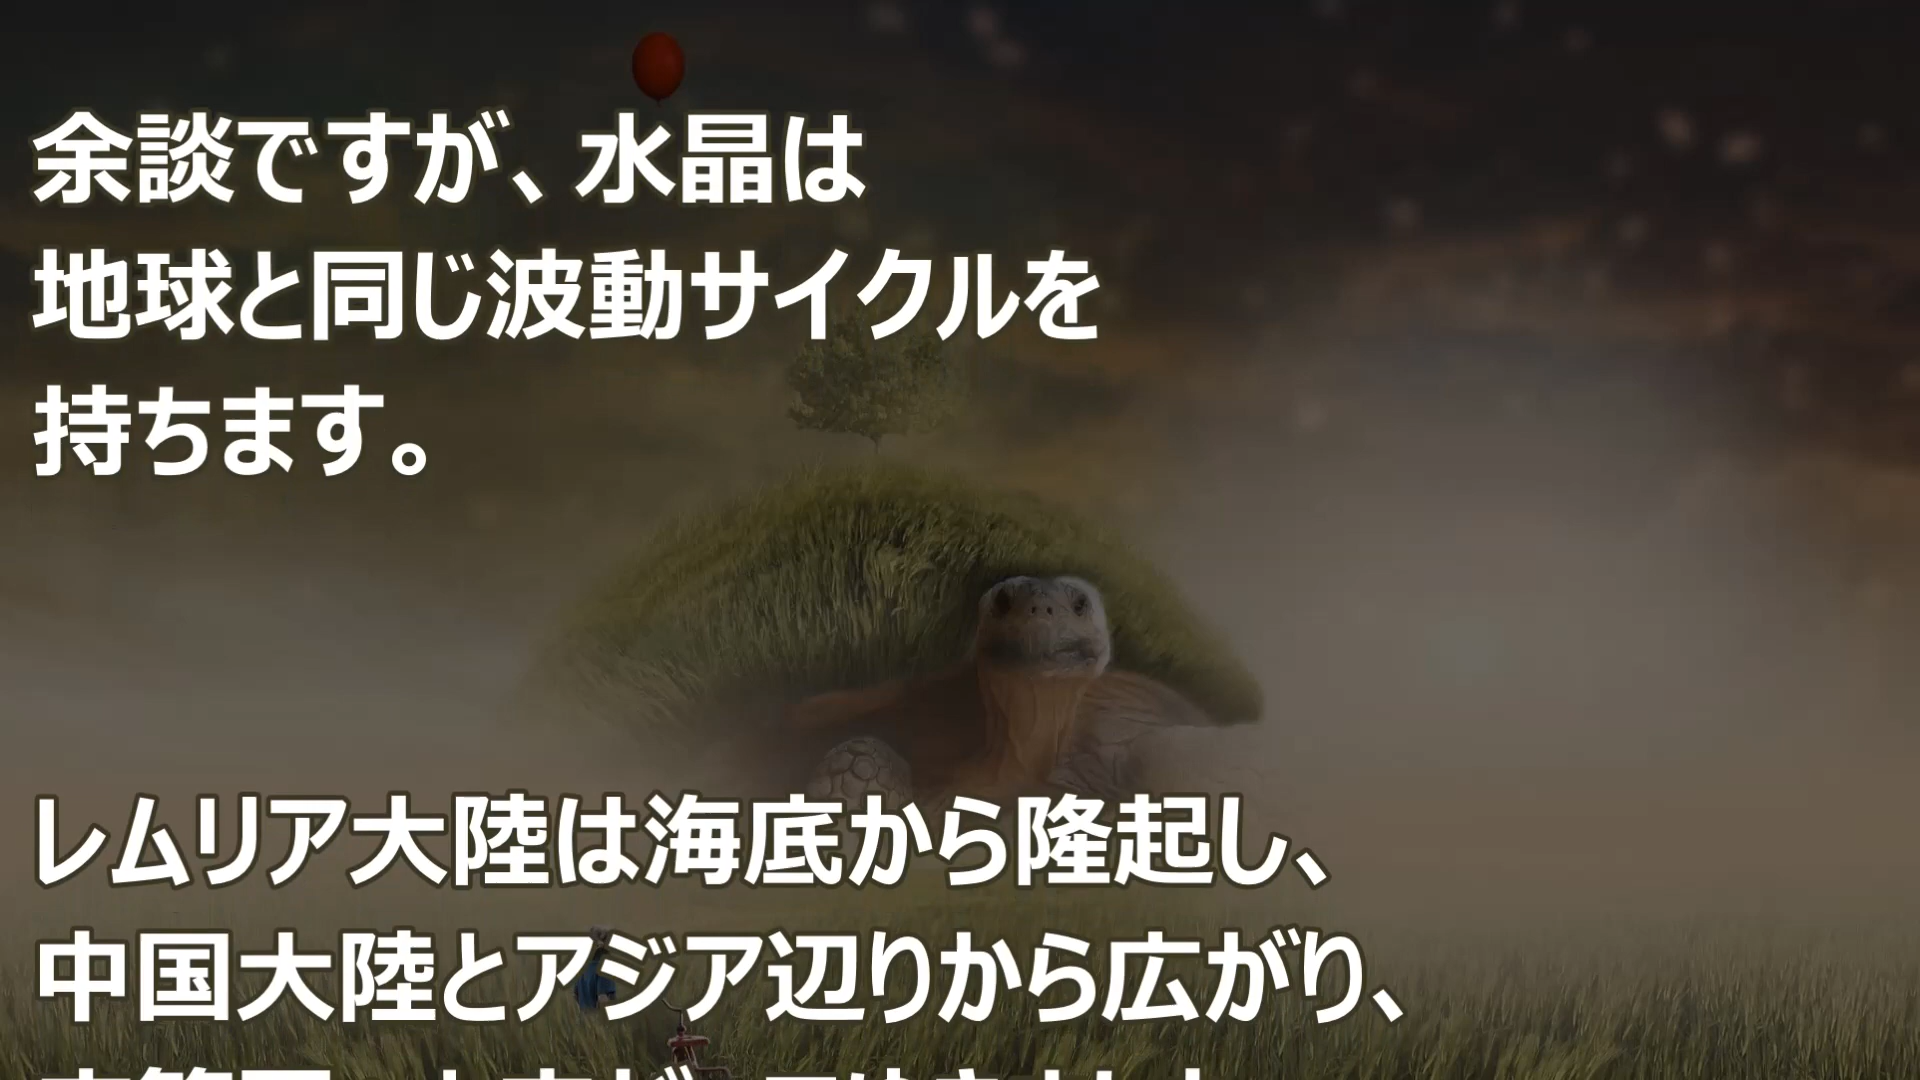 余談ですが、水晶は
地球と同じ波動サイクルを
持ちます。
レムリア大陸は海底から隆起し、
中国大陸とアジア辺りから広がり、